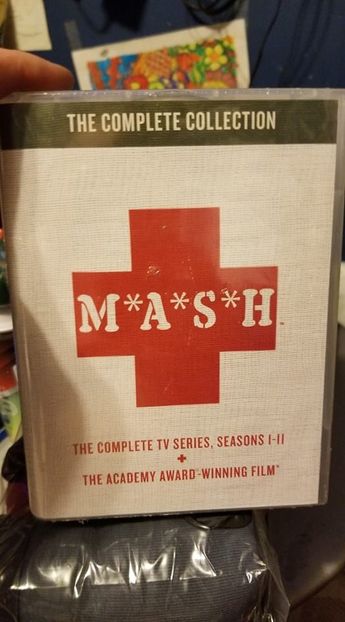 THE COMPLETE COLLECTION
M*A*S*H
THE COMPLETE TV SERIES, SEASONS 1-11
+
THE ACADEMY AWARD-WINNING FILM*